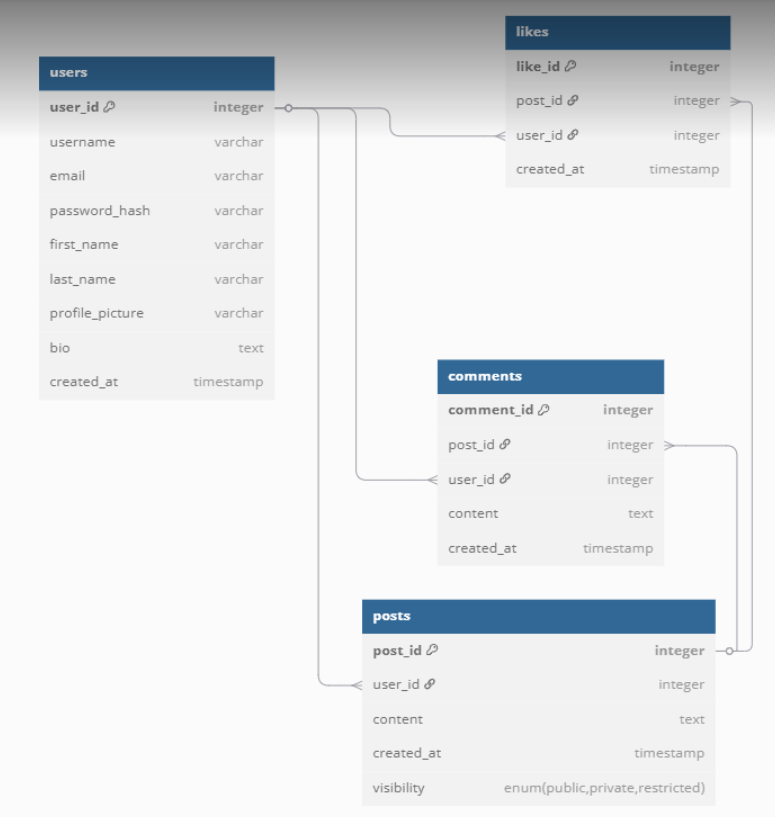 users
user_id integer
username varchar
email varchar
password_hash varchar
first_name varchar
last_name varchar
profile_picture varchar
bio text
created_at timestamp
likes
like_id integer
post_id integer
user_id integer
created_at timestamp
comments
comment_id integer
post_id integer
user_id integer
content text
created_at timestamp
posts
post_id integer
user_id integer
content text
created_at timestamp
visibility enum(public,private,restricted)